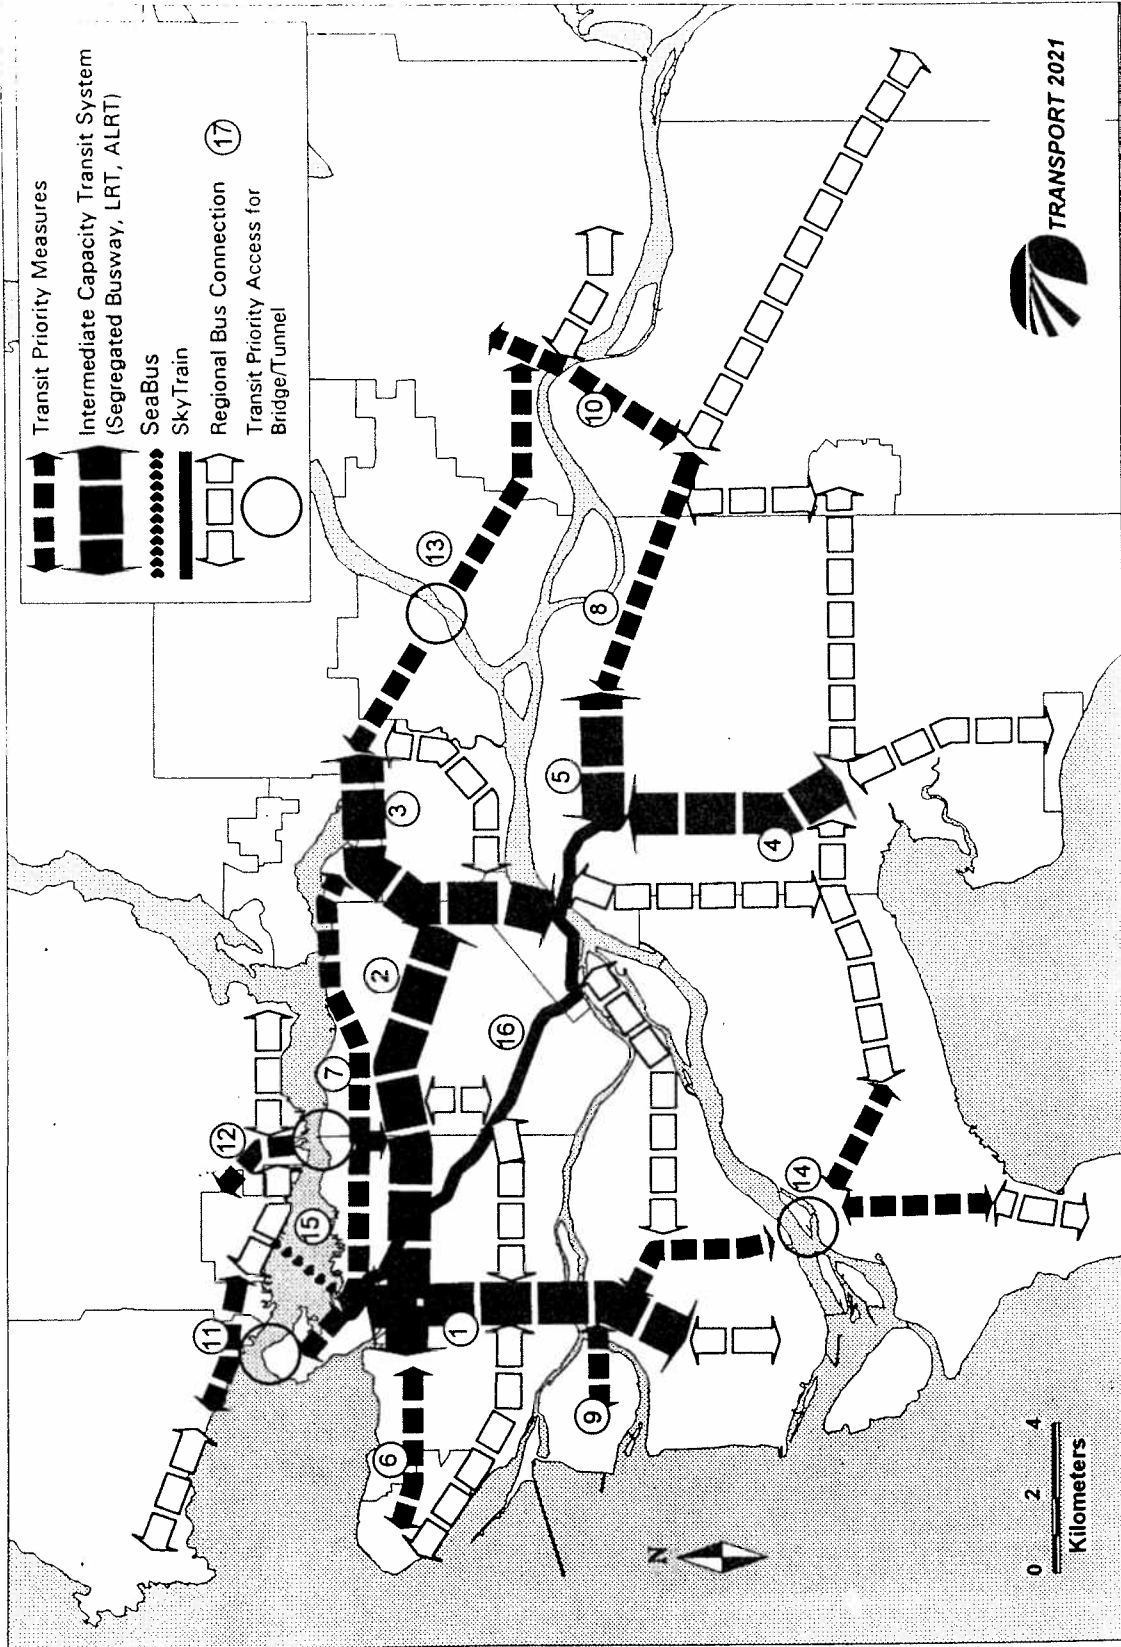 Transit Priority Measures
Intermediate Capacity Transit System
(Segregated Busway, LRT, ALRT)
SeaBus
SkyTrain
Regional Bus Connection 17
Transit Priority Access for
Bridge/Tunnel
11
12
15
7
6
1
2
3
13
16
9
14
5
4
8
10
N
0 2 4
Kilometers
TRANSPORT 2021